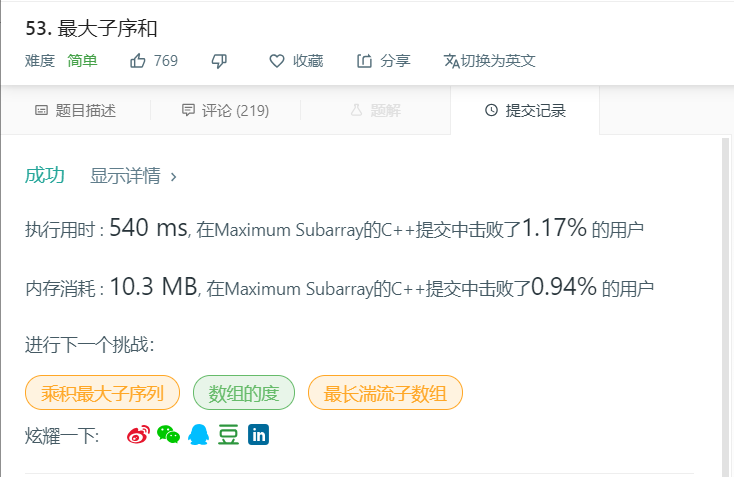 53. 最大子序和
难度 简单 769 收藏 分享 切换为英文
题目描述 评论 (219) 题解 提交记录
成功 显示详情 ›
执行用时 : 540 ms, 在Maximum Subarray的C++提交中击败了1.17% 的用户
内存消耗 : 10.3 MB, 在Maximum Subarray的C++提交中击败了0.94% 的用户
进行下一个挑战：
乘积最大子序列 数组的度 最长湍流子数组
炫耀一下: 豆 in